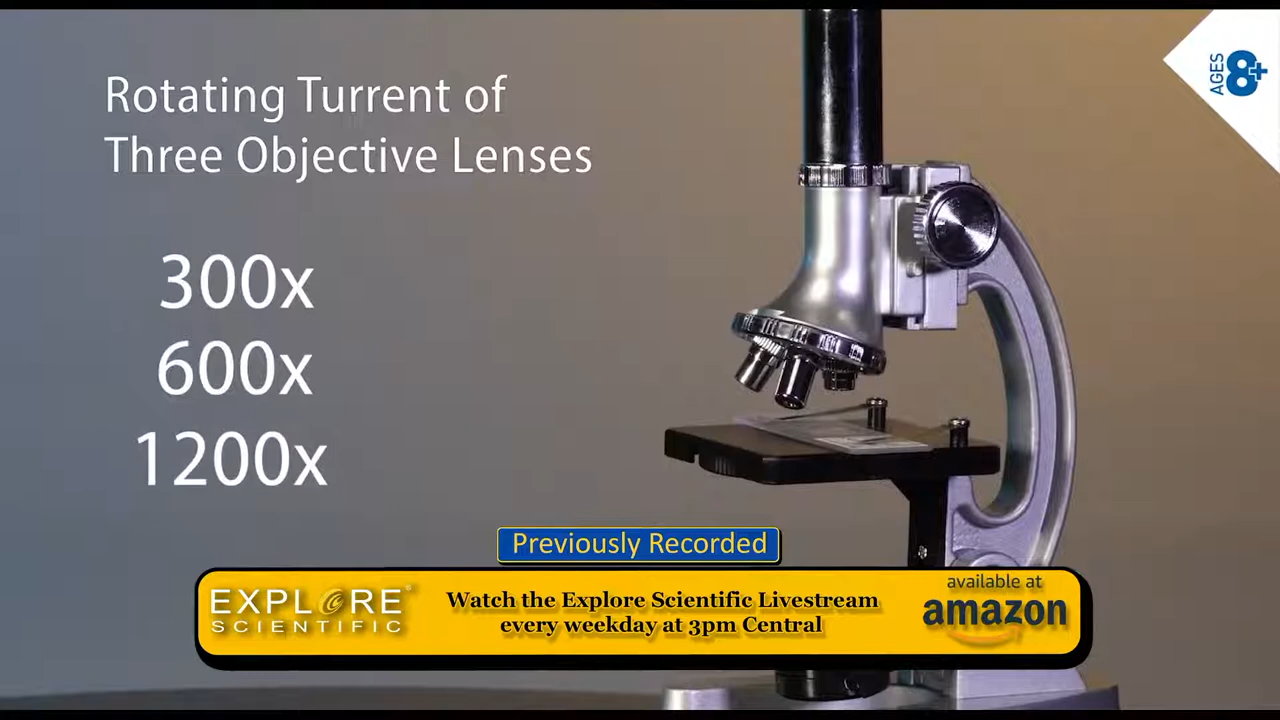 Rotating Turrent of
Three Objective Lenses
AGES 8+
300x
600x
1200x
Previously Recorded
EXPLORE
SCIENTIFIC
Watch the Explore Scientific Livestream
every weekday at 3pm Central
available at
amazon